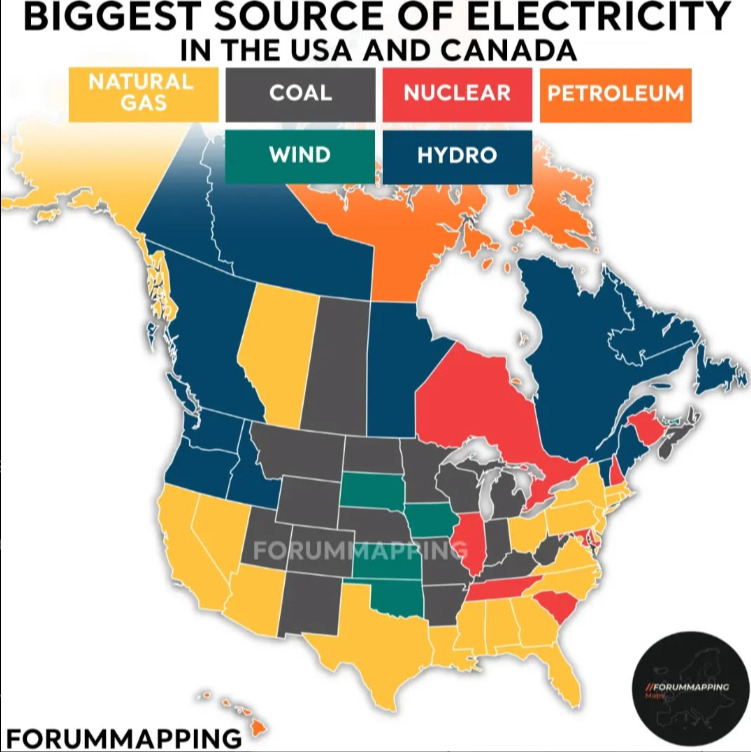 BIGGEST SOURCE OF ELECTRICITY
IN THE USA AND CANADA
NATURAL
GAS
COAL
NUCLEAR
PETROLEUM
WIND
HYDRO
FORUMMAPPING
//FORUMMAPPING
Maps
FORUMMAPPING